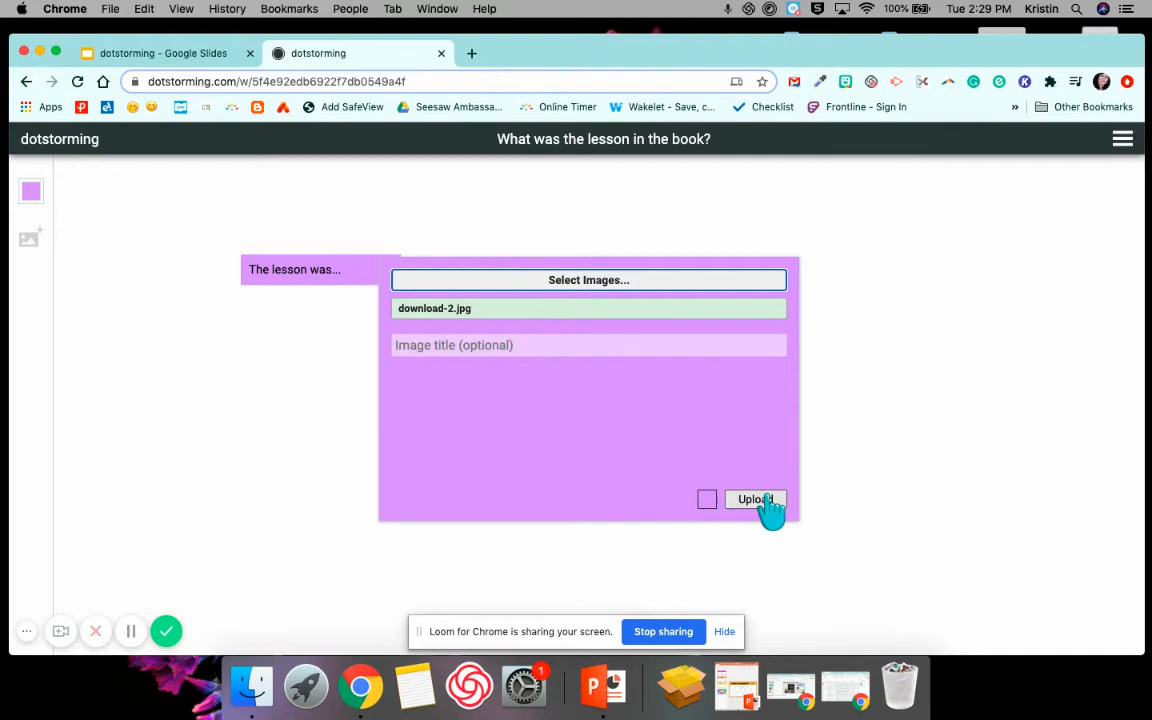 Chrome File Edit View History Bookmarks People Tab Window Help 100% Tue 2:29 PM Kristin
dotstorming - Google Slides × dotstorming × +
dotstorming.com/w/5f4e92edb6922f7db0549a4f
Apps Add SafeView Seesaw Ambassa... Online Timer Wakelet - Save, c... Checklist Frontline - Sign In » Other Bookmarks
dotstorming What was the lesson in the book?
The lesson was...
Select Images...
download-2.jpg
Image title (optional)
Upload
Loom for Chrome is sharing your screen. Stop sharing Hide
1